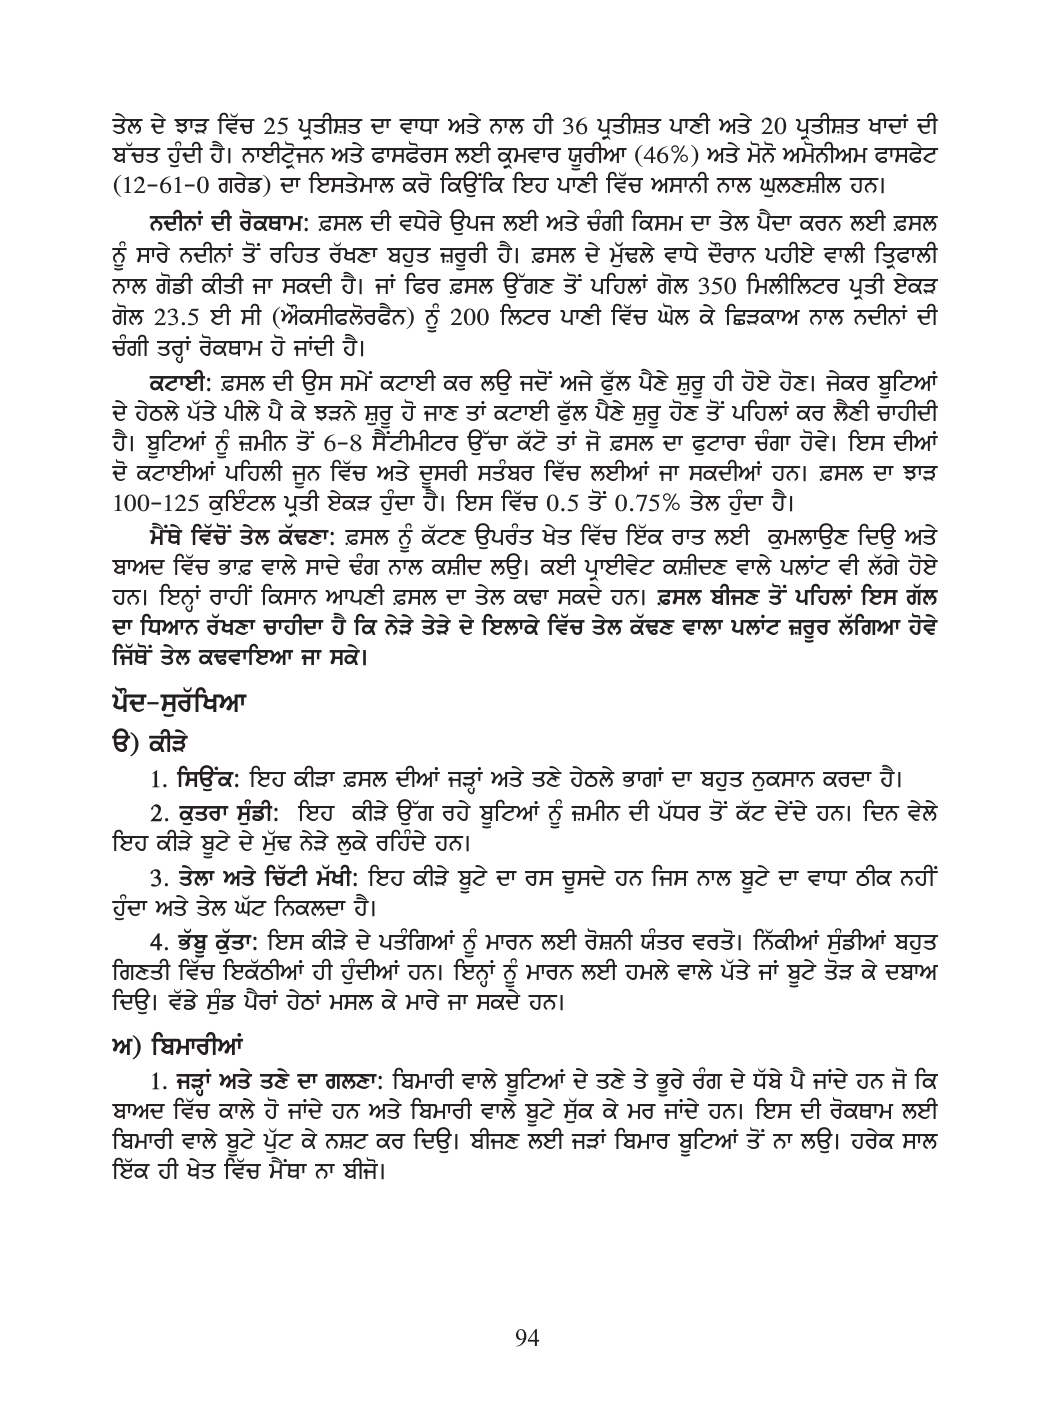 ਤੇਲ ਦੇ ਝਾੜ ਵਿੱਚ 25 ਪ੍ਰਤੀਸ਼ਤ ਦਾ ਵਾਧਾ ਅਤੇ ਨਾਲ ਹੀ 36 ਪ੍ਰਤੀਸ਼ਤ ਪਾਣੀ ਅਤੇ 20 ਪ੍ਰਤੀਸ਼ਤ ਖਾਦਾਂ ਦੀ
ਬੱਚਤ ਹੁੰਦੀ ਹੈ। ਨਾਈਟ੍ਰੋਜਨ ਅਤੇ ਫਾਸਫੋਰਸ ਲਈ ਕ੍ਰਮਵਾਰ ਯੂਰੀਆ (46%) ਅਤੇ ਮੋਨੋ ਅਮੋਨੀਅਮ ਫਾਸਫੇਟ
(12-61-0 ਗਰੇਡ) ਦਾ ਇਸਤੇਮਾਲ ਕਰੋ ਕਿਉਂਕਿ ਇਹ ਪਾਣੀ ਵਿੱਚ ਅਸਾਨੀ ਨਾਲ ਘੁਲਣਸ਼ੀਲ ਹਨ।
ਨਦੀਨਾਂ ਦੀ ਰੋਕਥਾਮ: ਫ਼ਸਲ ਦੀ ਵਧੇਰੇ ਉਪਜ ਲਈ ਅਤੇ ਚੰਗੀ ਕਿਸਮ ਦਾ ਤੇਲ ਪੈਦਾ ਕਰਨ ਲਈ ਫ਼ਸਲ
ਨੂੰ ਸਾਰੇ ਨਦੀਨਾਂ ਤੋਂ ਰਹਿਤ ਰੱਖਣਾ ਬਹੁਤ ਜ਼ਰੂਰੀ ਹੈ। ਫ਼ਸਲ ਦੇ ਮੁੱਢਲੇ ਵਾਧੇ ਦੌਰਾਨ ਪਹੀਏ ਵਾਲੀ ਤ੍ਰਿਫਾਲੀ
ਨਾਲ ਗੋਡੀ ਕੀਤੀ ਜਾ ਸਕਦੀ ਹੈ। ਜਾਂ ਫਿਰ ਫ਼ਸਲ ਉੱਗਣ ਤੋਂ ਪਹਿਲਾਂ ਗੋਲ 350 ਮਿਲੀਲਿਟਰ ਪ੍ਰਤੀ ਏਕੜ
ਗੋਲ 23.5 ਈ ਸੀ (ਔਕਸੀਫਲੋਰਫੈਨ) ਨੂੰ 200 ਲਿਟਰ ਪਾਣੀ ਵਿੱਚ ਘੋਲ ਕੇ ਛਿੜਕਾਅ ਨਾਲ ਨਦੀਨਾਂ ਦੀ
ਚੰਗੀ ਤਰ੍ਹਾਂ ਰੋਕਥਾਮ ਹੋ ਜਾਂਦੀ ਹੈ।
ਕਟਾਈ: ਫ਼ਸਲ ਦੀ ਉਸ ਸਮੇਂ ਕਟਾਈ ਕਰ ਲਉ ਜਦੋਂ ਅਜੇ ਫੁੱਲ ਪੈਣੇ ਸ਼ੁਰੂ ਹੀ ਹੋਏ ਹੋਣ। ਜੇਕਰ ਬੂਟਿਆਂ
ਦੇ ਹੇਠਲੇ ਪੱਤੇ ਪੀਲੇ ਪੈ ਕੇ ਝੜਨੇ ਸ਼ੁਰੂ ਹੋ ਜਾਣ ਤਾਂ ਕਟਾਈ ਫੁੱਲ ਪੈਣੇ ਸ਼ੁਰੂ ਹੋਣ ਤੋਂ ਪਹਿਲਾਂ ਕਰ ਲੈਣੀ ਚਾਹੀਦੀ
ਹੈ। ਬੂਟਿਆਂ ਨੂੰ ਜ਼ਮੀਨ ਤੋਂ 6-8 ਸੈਂਟੀਮੀਟਰ ਉੱਚਾ ਕੱਟੋ ਤਾਂ ਜੋ ਫ਼ਸਲ ਦਾ ਫੁਟਾਰਾ ਚੰਗਾ ਹੋਵੇ। ਇਸ ਦੀਆਂ
ਦੋ ਕਟਾਈਆਂ ਪਹਿਲੀ ਜੂਨ ਵਿੱਚ ਅਤੇ ਦੂਸਰੀ ਸਤੰਬਰ ਵਿੱਚ ਲਈਆਂ ਜਾ ਸਕਦੀਆਂ ਹਨ। ਫ਼ਸਲ ਦਾ ਝਾੜ
100-125 ਕੁਇੰਟਲ ਪ੍ਰਤੀ ਏਕੜ ਹੁੰਦਾ ਹੈ। ਇਸ ਵਿੱਚ 0.5 ਤੋਂ 0.75% ਤੇਲ ਹੁੰਦਾ ਹੈ।
ਮੈਂਥੇ ਵਿੱਚੋਂ ਤੇਲ ਕੱਢਣਾ: ਫ਼ਸਲ ਨੂੰ ਕੱਟਣ ਉਪਰੰਤ ਖੇਤ ਵਿੱਚ ਇੱਕ ਰਾਤ ਲਈ ਕੁਮਲਾਉਣ ਦਿਉ ਅਤੇ
ਬਾਅਦ ਵਿੱਚ ਭਾਫ਼ ਵਾਲੇ ਸਾਦੇ ਢੰਗ ਨਾਲ ਕਸ਼ੀਦ ਲਉ। ਕਈ ਪ੍ਰਾਈਵੇਟ ਕਸ਼ੀਦਣ ਵਾਲੇ ਪਲਾਂਟ ਵੀ ਲੱਗੇ ਹੋਏ
ਹਨ। ਇਨ੍ਹਾਂ ਰਾਹੀਂ ਕਿਸਾਨ ਆਪਣੀ ਫ਼ਸਲ ਦਾ ਤੇਲ ਕਢਾ ਸਕਦੇ ਹਨ। ਫ਼ਸਲ ਬੀਜਣ ਤੋਂ ਪਹਿਲਾਂ ਇਸ ਗੱਲ
ਦਾ ਧਿਆਨ ਰੱਖਣਾ ਚਾਹੀਦਾ ਹੈ ਕਿ ਨੇੜੇ ਤੇੜੇ ਦੇ ਇਲਾਕੇ ਵਿੱਚ ਤੇਲ ਕੱਢਣ ਵਾਲਾ ਪਲਾਂਟ ਜ਼ਰੂਰ ਲੱਗਿਆ ਹੋਵੇ
ਜਿੱਥੋਂ ਤੇਲ ਕਢਵਾਇਆ ਜਾ ਸਕੇ।
ਪੌਦ-ਸੁਰੱਖਿਆ
ੳ) ਕੀੜੇ
1. ਸਿਉਂਕ: ਇਹ ਕੀੜਾ ਫ਼ਸਲ ਦੀਆਂ ਜੜ੍ਹਾਂ ਅਤੇ ਤਣੇ ਹੇਠਲੇ ਭਾਗਾਂ ਦਾ ਬਹੁਤ ਨੁਕਸਾਨ ਕਰਦਾ ਹੈ।
2. ਕੁਤਰਾ ਸੁੰਡੀ: ਇਹ ਕੀੜੇ ਉੱਗ ਰਹੇ ਬੂਟਿਆਂ ਨੂੰ ਜ਼ਮੀਨ ਦੀ ਪੱਧਰ ਤੋਂ ਕੱਟ ਦੇਂਦੇ ਹਨ। ਦਿਨ ਵੇਲੇ
ਇਹ ਕੀੜੇ ਬੂਟੇ ਦੇ ਮੁੱਢ ਨੇੜੇ ਲੁਕੇ ਰਹਿੰਦੇ ਹਨ।
3. ਤੇਲਾ ਅਤੇ ਚਿੱਟੀ ਮੱਖੀ: ਇਹ ਕੀੜੇ ਬੂਟੇ ਦਾ ਰਸ ਚੂਸਦੇ ਹਨ ਜਿਸ ਨਾਲ ਬੂਟੇ ਦਾ ਵਾਧਾ ਠੀਕ ਨਹੀਂ
ਹੁੰਦਾ ਅਤੇ ਤੇਲ ਘੱਟ ਨਿਕਲਦਾ ਹੈ।
4. ਭੱਬੂ ਕੁੱਤਾ: ਇਸ ਕੀੜੇ ਦੇ ਪਤੰਗਿਆਂ ਨੂੰ ਮਾਰਨ ਲਈ ਰੋਸ਼ਨੀ ਯੰਤਰ ਵਰਤੋ। ਨਿੱਕੀਆਂ ਸੁੰਡੀਆਂ ਬਹੁਤ
ਗਿਣਤੀ ਵਿੱਚ ਇਕੱਠੀਆਂ ਹੀ ਹੁੰਦੀਆਂ ਹਨ। ਇਨ੍ਹਾਂ ਨੂੰ ਮਾਰਨ ਲਈ ਹਮਲੇ ਵਾਲੇ ਪੱਤੇ ਜਾਂ ਬੂਟੇ ਤੋੜ ਕੇ ਦਬਾਅ
ਦਿਉ। ਵੱਡੇ ਸੁੰਡ ਪੈਰਾਂ ਹੇਠਾਂ ਮਸਲ ਕੇ ਮਾਰੇ ਜਾ ਸਕਦੇ ਹਨ।
ਅ) ਬਿਮਾਰੀਆਂ
1. ਜੜ੍ਹਾਂ ਅਤੇ ਤਣੇ ਦਾ ਗਲਣਾ: ਬਿਮਾਰੀ ਵਾਲੇ ਬੂਟਿਆਂ ਦੇ ਤਣੇ ਤੇ ਭੂਰੇ ਰੰਗ ਦੇ ਧੱਬੇ ਪੈ ਜਾਂਦੇ ਹਨ ਜੋ ਕਿ
ਬਾਅਦ ਵਿੱਚ ਕਾਲੇ ਹੋ ਜਾਂਦੇ ਹਨ ਅਤੇ ਬਿਮਾਰੀ ਵਾਲੇ ਬੂਟੇ ਸੁੱਕ ਕੇ ਮਰ ਜਾਂਦੇ ਹਨ। ਇਸ ਦੀ ਰੋਕਥਾਮ ਲਈ
ਬਿਮਾਰੀ ਵਾਲੇ ਬੂਟੇ ਪੁੱਟ ਕੇ ਨਸ਼ਟ ਕਰ ਦਿਉ। ਬੀਜਣ ਲਈ ਜੜਾਂ ਬਿਮਾਰ ਬੂਟਿਆਂ ਤੋਂ ਨਾ ਲਉ। ਹਰੇਕ ਸਾਲ
ਇੱਕ ਹੀ ਖੇਤ ਵਿੱਚ ਮੈਂਥਾ ਨਾ ਬੀਜੋ।
94